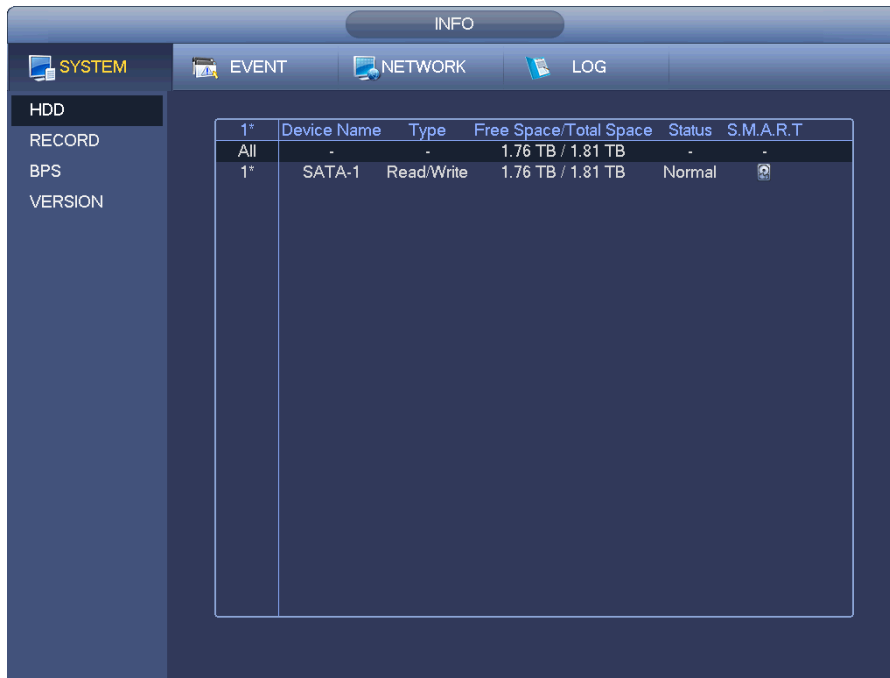 INFO
SYSTEM EVENT NETWORK LOG
HDD
RECORD
BPS
VERSION
1* Device Name Type Free Space/Total Space Status S.M.A.R.T
All - - 1.76 TB / 1.81 TB - -
1* SATA-1 Read/Write 1.76 TB / 1.81 TB Normal